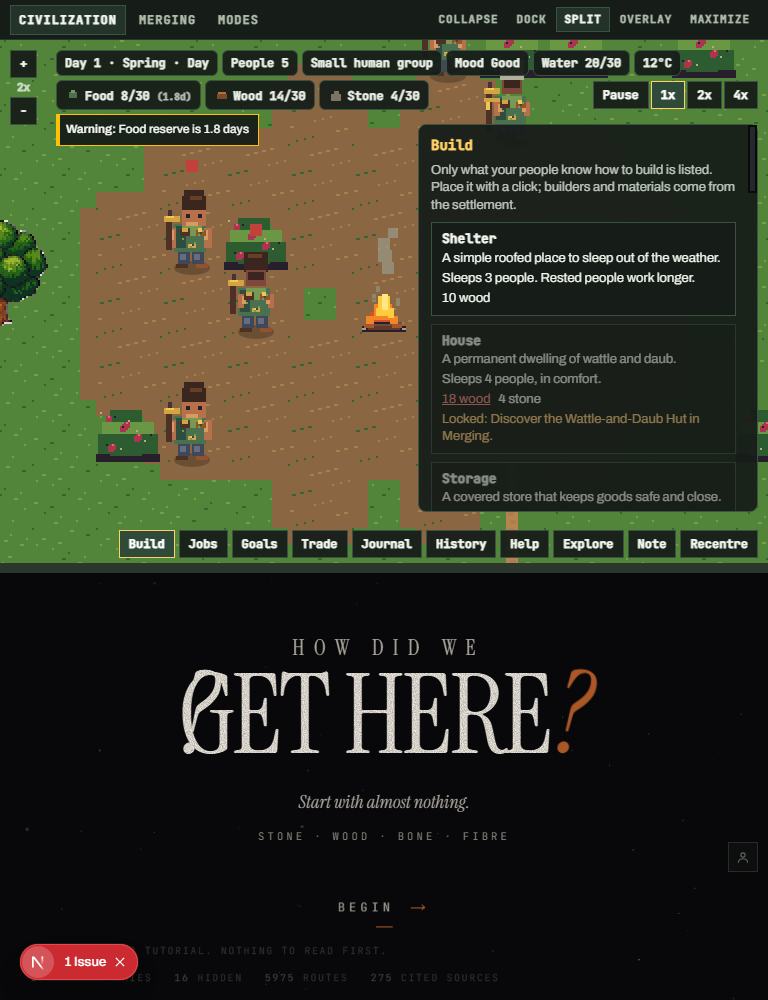 CIVILIZATION MERGING MODES COLLAPSE DOCK SPLIT OVERLAY MAXIMIZE
+ Day 1 · Spring · Day People 5 Small human group Mood Good Water 20/30 12°C
2x
- Food 8/30 (1.8d) Wood 14/30 Stone 4/30 Pause 1x 2x 4x
Warning: Food reserve is 1.8 days
Build
Only what your people know how to build is listed.
Place it with a click; builders and materials come from
the settlement.
Shelter
A simple roofed place to sleep out of the weather.
Sleeps 3 people. Rested people work longer.
10 wood
House
A permanent dwelling of wattle and daub.
Sleeps 4 people, in comfort.
18 wood 4 stone
Locked: Discover the Wattle-and-Daub Hut in
Merging.
Storage
A covered store that keeps goods safe and close.
Build Jobs Goals Trade Journal History Help Explore Note Recentre
HOW DID WE
GET HERE?
Start with almost nothing.
STONE · WOOD · BONE · FIBRE
BEGIN →
TUTORIAL. NOTHING TO READ FIRST.
N 1 Issue ×
16 HIDDEN 5975 ROUTES 275 CITED SOURCES